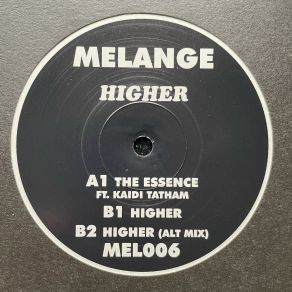 MELANGE
HIGHER
A1 THE ESSENCE
FT. KAIDI TATHAM
B1 HIGHER
B2 HIGHER (ALT MIX)
MEL006